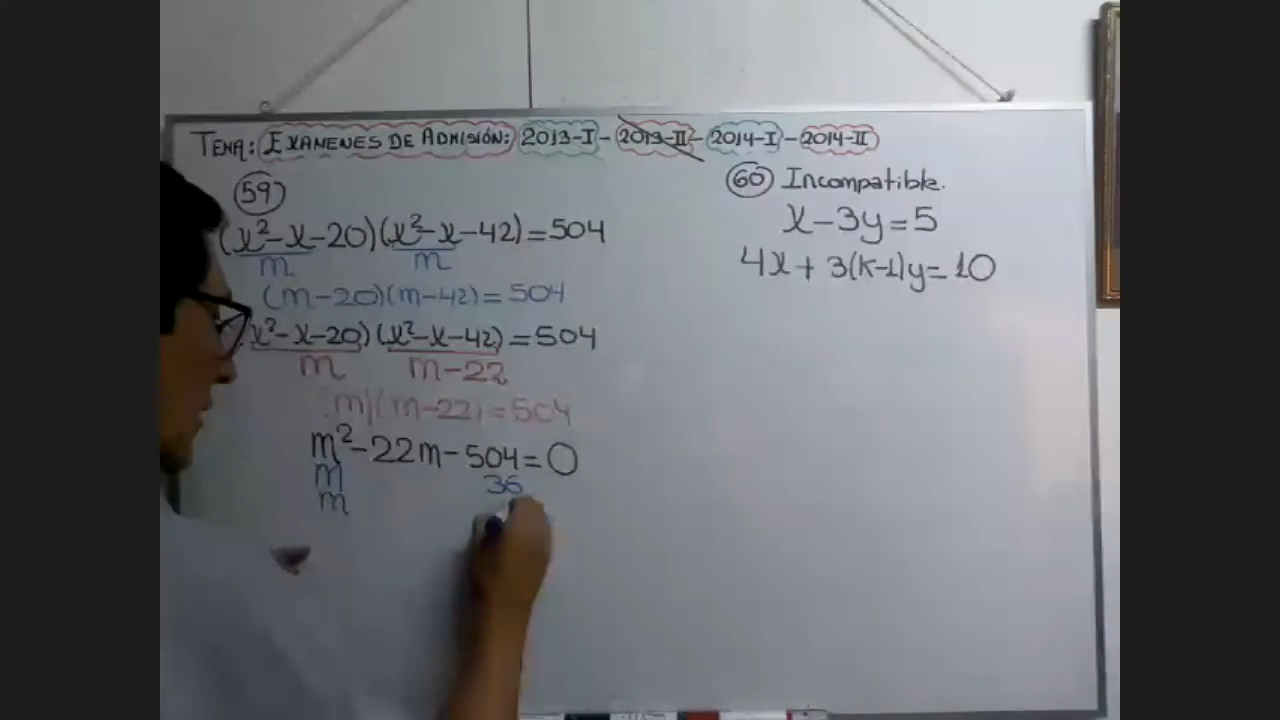 TEMA: EXAMENES DE ADMISIÓN: 2013-I - 2013-II - 2014-I - 2014-II
59
(x²-x-20)(x²-x-42)=504
m m
(m-20)(m-42)=504
x²-x-20)(x²-x-42)=504
m m-22
m)(m-22)=504
m²-22m-504=0
m 36
m
60 Incompatible.
x-3y=5
4x+3(k-1)y=10